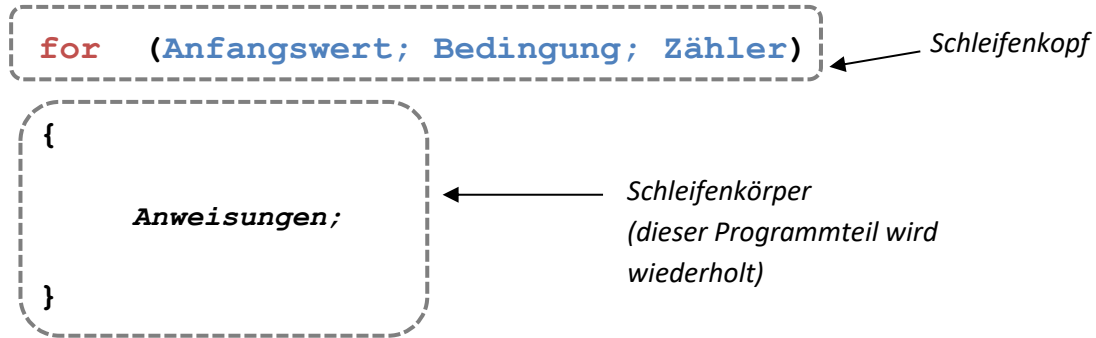 for (Anfangswert; Bedingung; Zähler)
Schleifenkopf
{
Anweisungen;
}
Schleifenkörper
(dieser Programmteil wird
wiederholt)